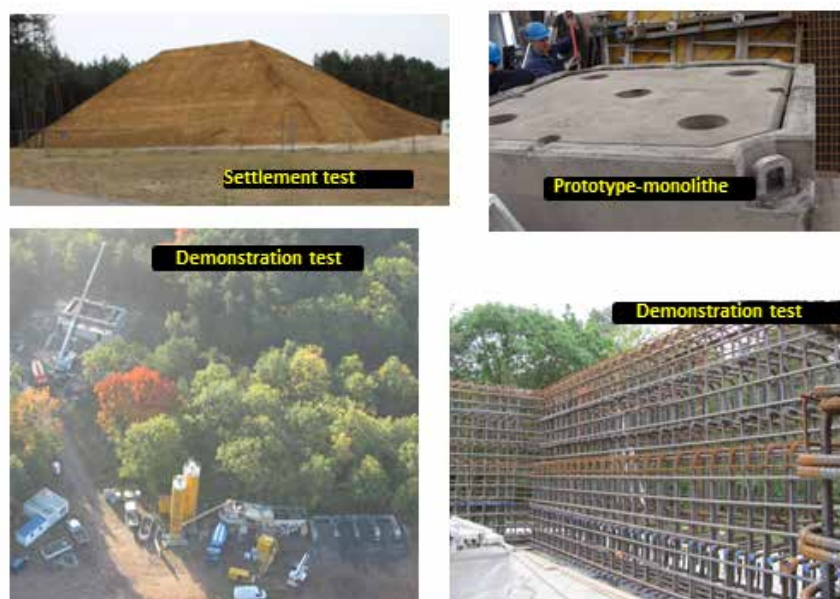 Settlement test
Prototype-monolithe
Demonstration test
Demonstration test